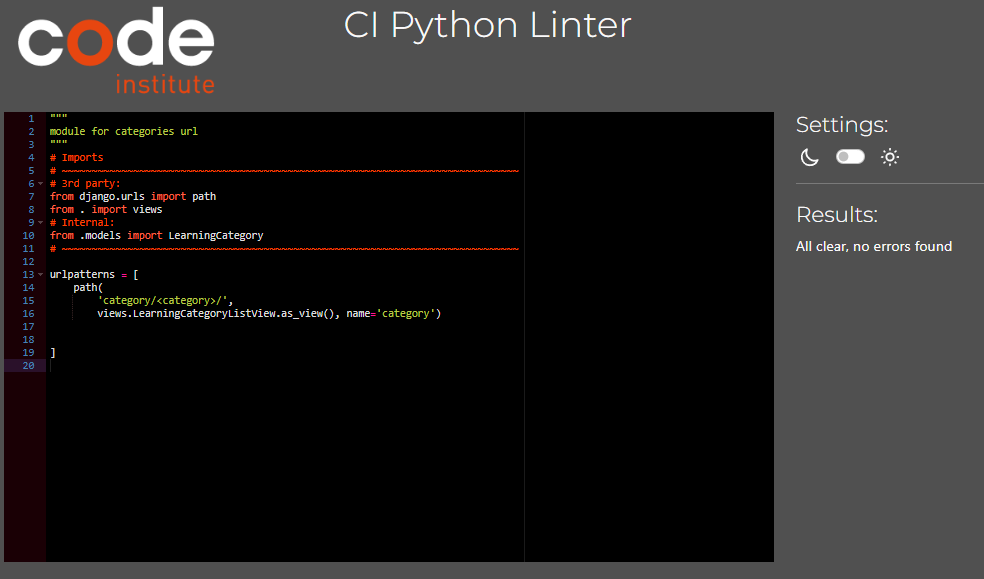 code
institute
CI Python Linter
1 """
2 module for categories url
3 """
4 # Imports
5 # ~~~~~~~~~~~~~~~~~~~~~~~~~~~~~~~~~~~~~~~~~~~~~~~~~~~~~~~~~~~~~~~~~~~~~~~~~~~~~
6 # 3rd party:
7 from django.urls import path
8 from . import views
9 # Internal:
10 from .models import LearningCategory
11 # ~~~~~~~~~~~~~~~~~~~~~~~~~~~~~~~~~~~~~~~~~~~~~~~~~~~~~~~~~~~~~~~~~~~~~~~~~~~~~
12
13 urlpatterns = [
14     path(
15         'category/<category>/',
16         views.LearningCategoryListView.as_view(), name='category')
17
18
19 ]
20
Settings:
Results:
All clear, no errors found